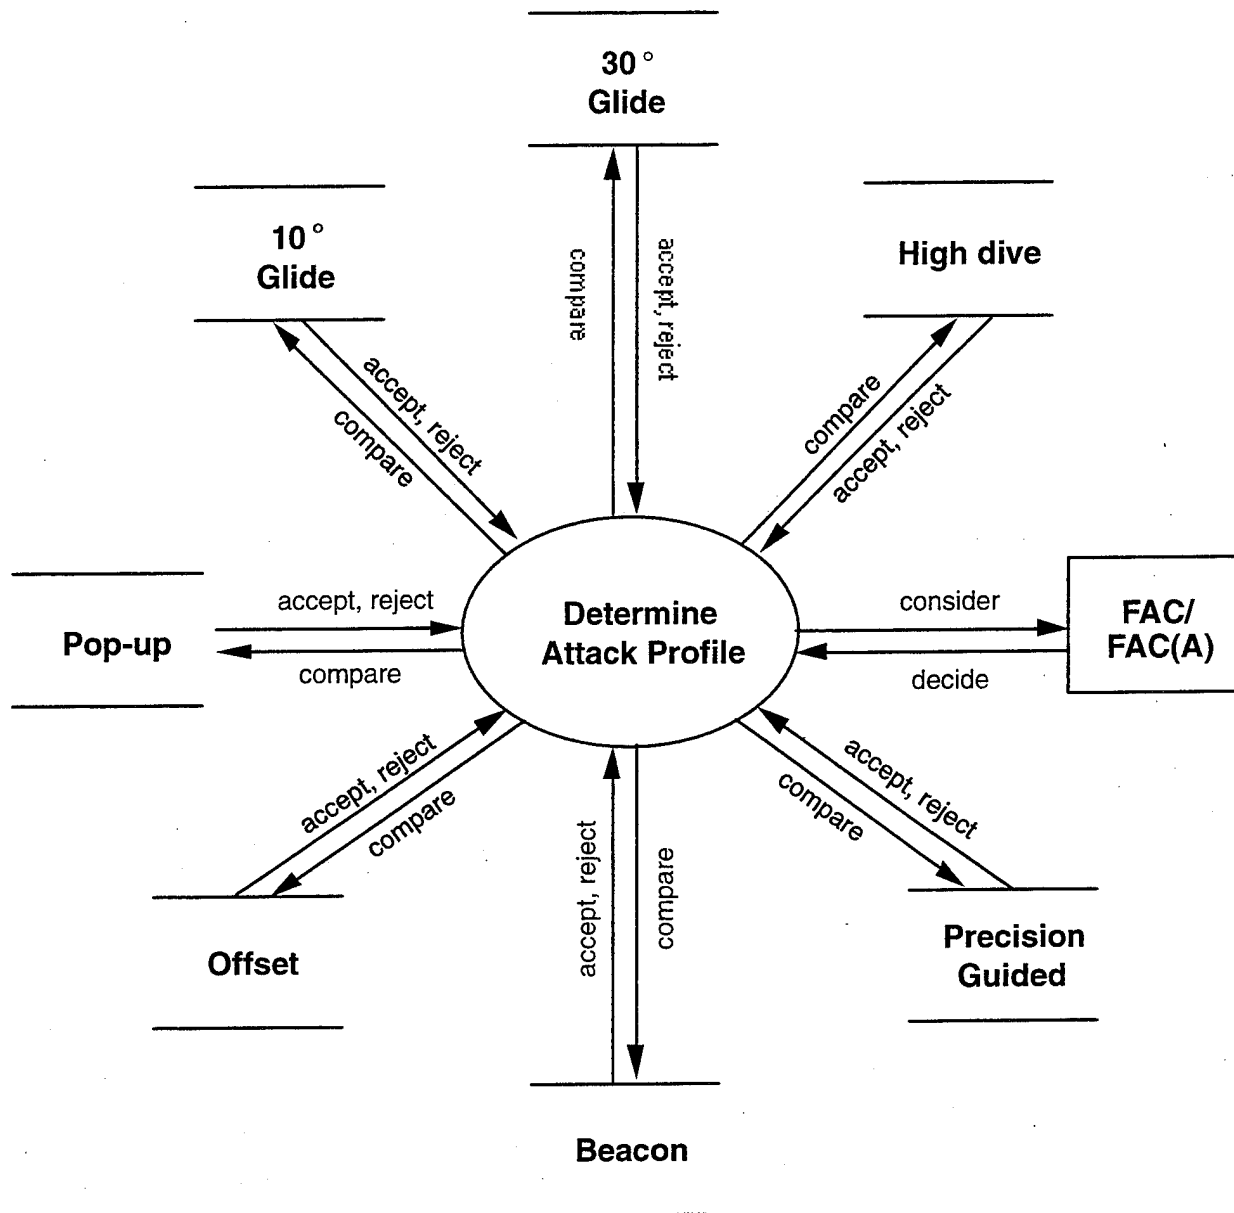 30°
Glide
10°
Glide
High dive
compare
accept, reject
accept, reject
compare
compare
accept, reject
Pop-up
accept, reject
compare
Determine
Attack Profile
consider
decide
FAC/
FAC(A)
accept, reject
compare
accept, reject
compare
accept, reject
compare
Offset
Precision
Guided
Beacon